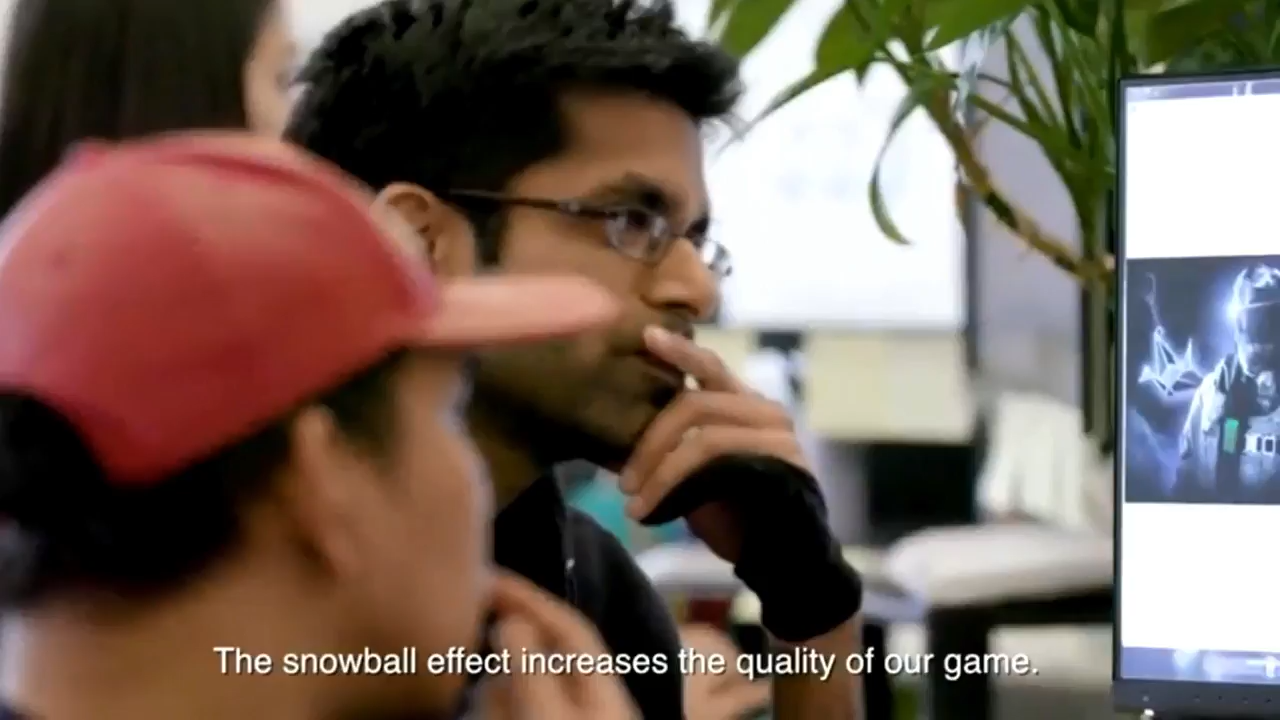 The snowball effect increases the quality of our game.